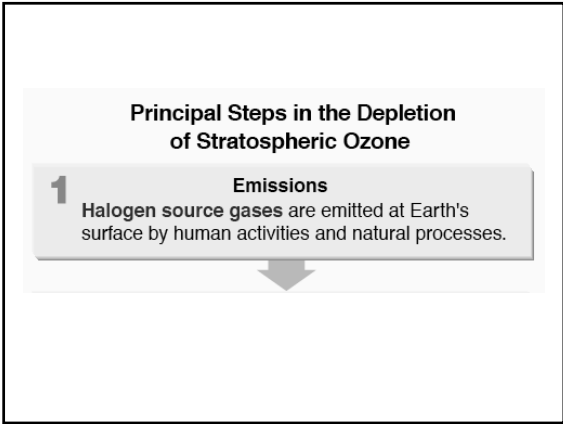 Principal Steps in the Depletion
of Stratospheric Ozone
1
Emissions
Halogen source gases are emitted at Earth's
surface by human activities and natural processes.